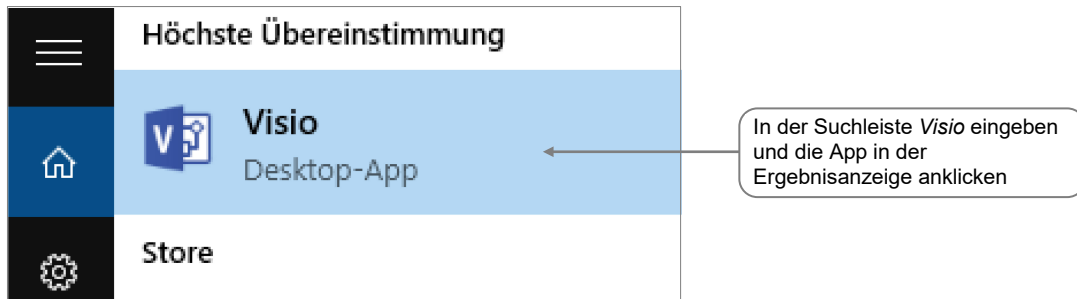 Höchste Übereinstimmung
Visio
Desktop-App
In der Suchleiste Visio eingeben
und die App in der
Ergebnisanzeige anklicken
Store